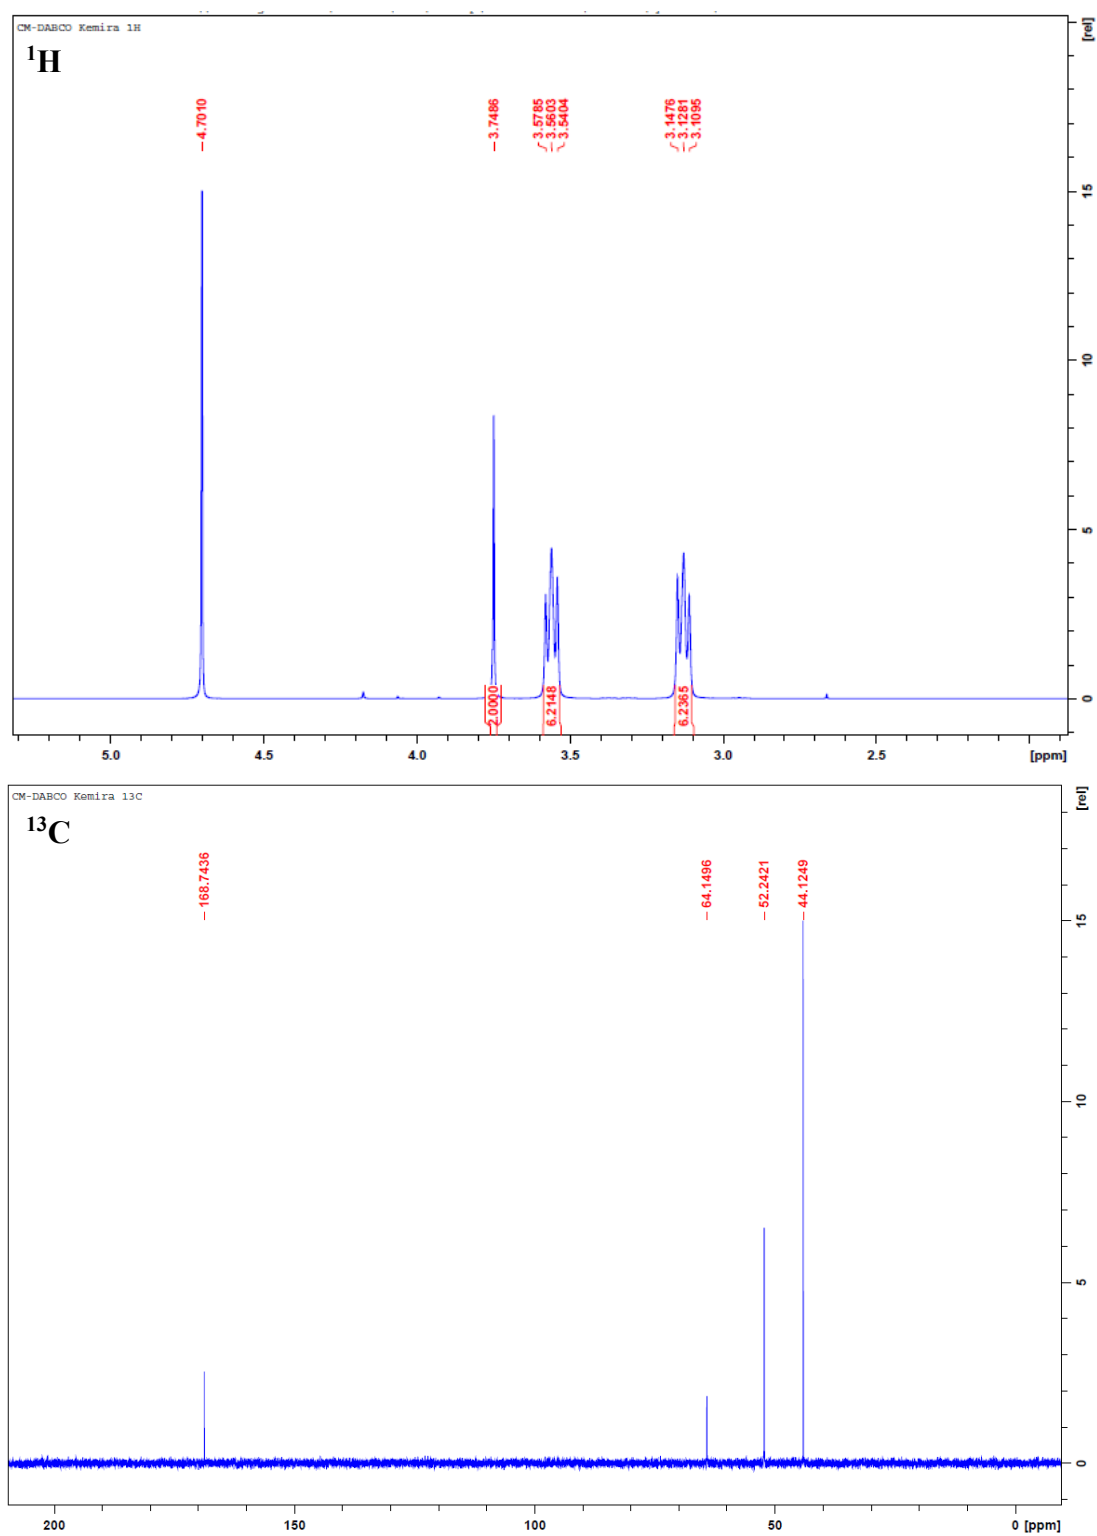 CM-DABCO Kemira 1H
¹H
[rel]
4.7010
3.7486
3.5785
3.5603
3.5404
3.1476
3.1281
3.1095
15
10
5
0
2.0000
6.2148
6.2365
5.0 4.5 4.0 3.5 3.0 2.5 [ppm]
CM-DABCO Kemira 13C
¹³C
[rel]
168.7436
64.1496
52.2421
44.1249
15
10
5
0
200 150 100 50 0 [ppm]